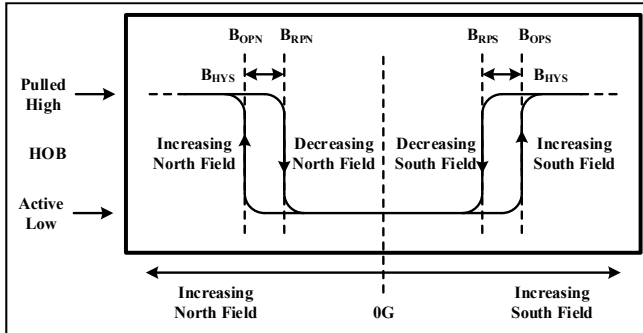 BOPN BRPN BRPS BOPS
BHYS BHYS
Pulled
High
HOB
Active
Low
Increasing
North Field
Decreasing
North Field
Decreasing
South Field
Increasing
South Field
Increasing
North Field
0G
Increasing
South Field